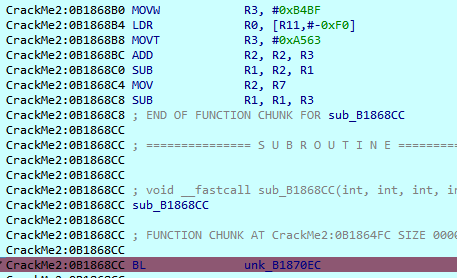 CrackMe2:0B1868B0 MOVW R3, #0xB4BF
CrackMe2:0B1868B4 LDR R0, [R11,#-0xF0]
CrackMe2:0B1868B8 MOVT R3, #0xA563
CrackMe2:0B1868BC ADD R2, R2, R3
CrackMe2:0B1868C0 SUB R1, R2, R1
CrackMe2:0B1868C4 MOV R2, R7
CrackMe2:0B1868C8 SUB R1, R1, R3
CrackMe2:0B1868C8 ; END OF FUNCTION CHUNK FOR sub_B1868CC
CrackMe2:0B1868CC
CrackMe2:0B1868CC ; =============== S U B R O U T I N E =========
CrackMe2:0B1868CC
CrackMe2:0B1868CC
CrackMe2:0B1868CC ; void __fastcall sub_B1868CC(int, int, int, in
CrackMe2:0B1868CC sub_B1868CC
CrackMe2:0B1868CC
CrackMe2:0B1868CC ; FUNCTION CHUNK AT CrackMe2:0B1864FC SIZE 0000
CrackMe2:0B1868CC
CrackMe2:0B1868CC BL unk_B1870EC